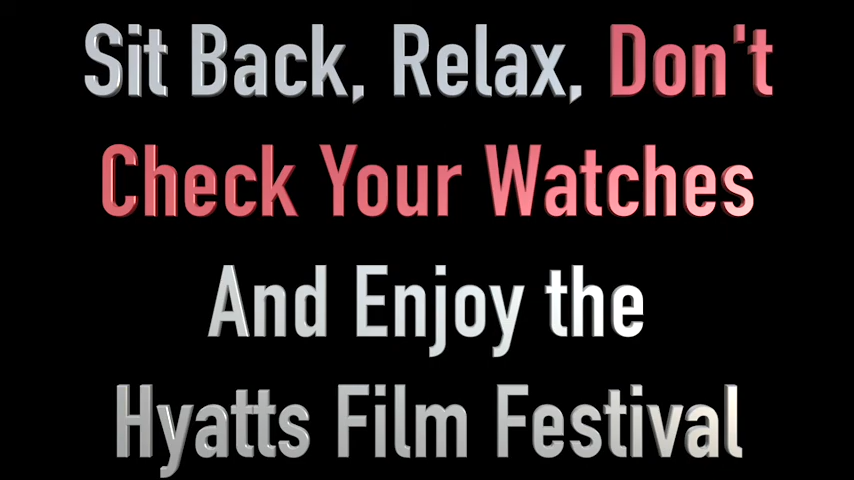 Sit Back, Relax, Don't
Check Your Watches
And Enjoy the
Hyatts Film Festival